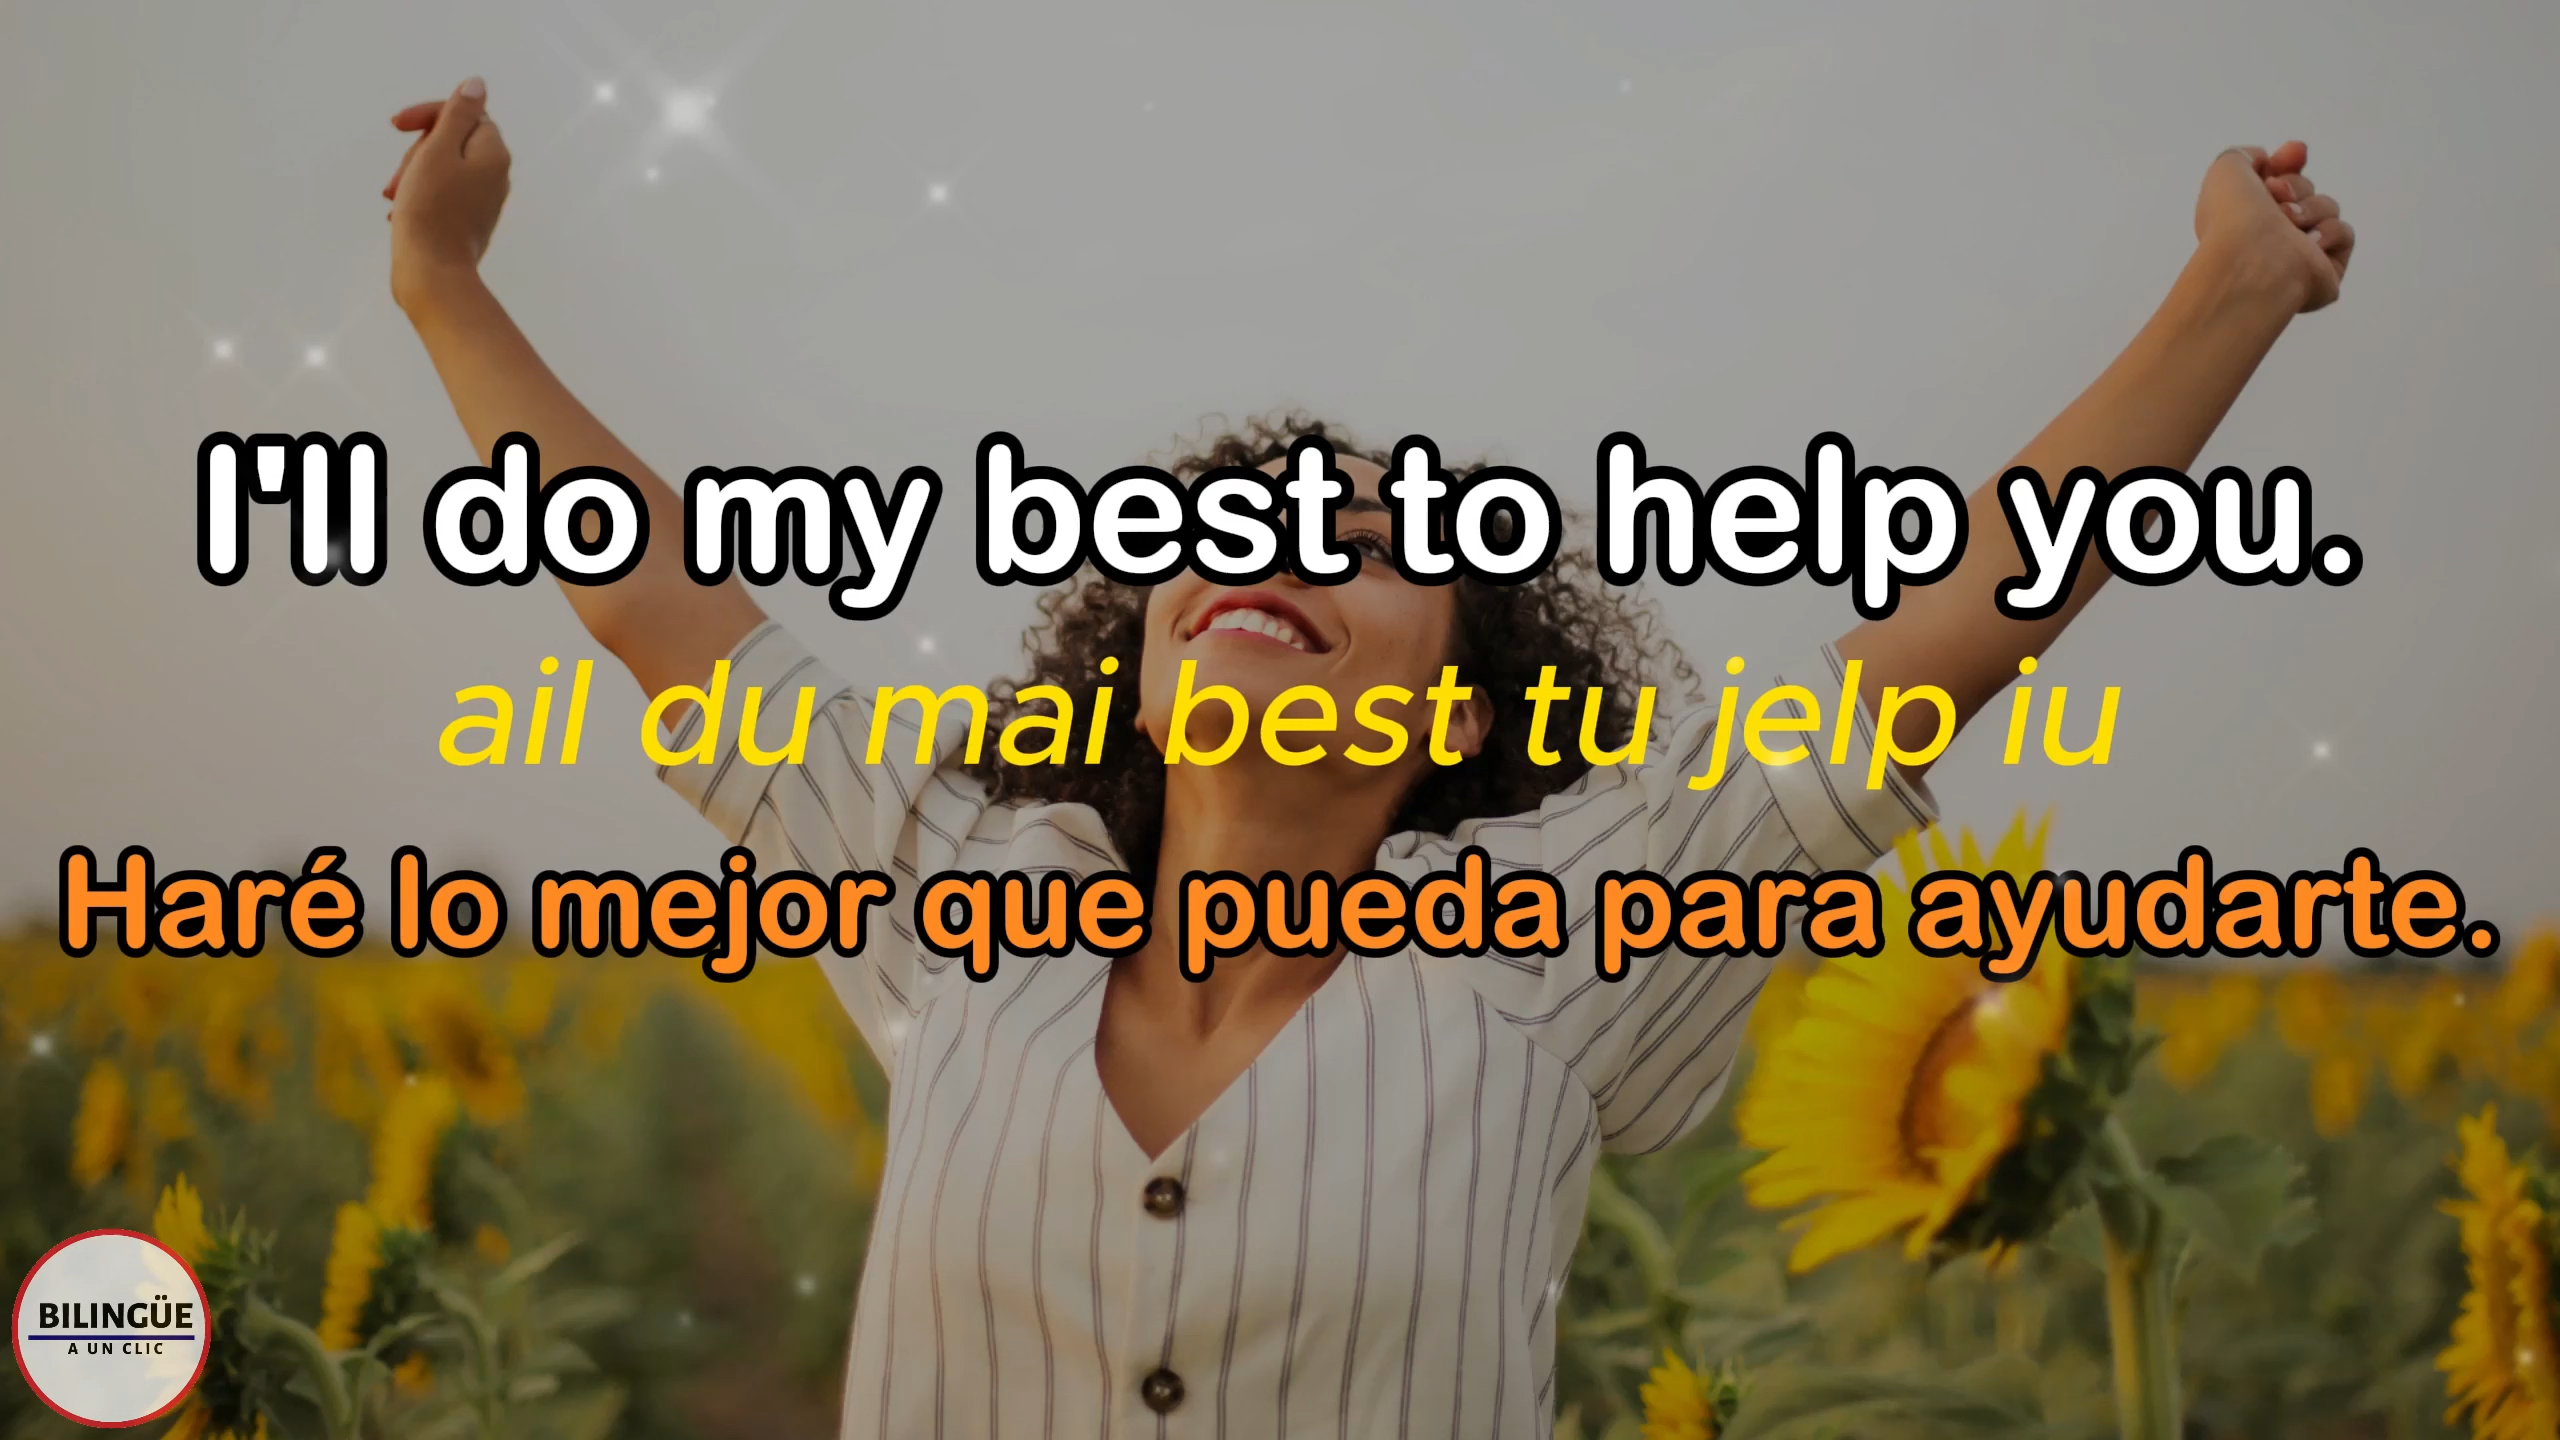 I'll do my best to help you.
ail du mai best tu jelp iu
Haré lo mejor que pueda para ayudarte.
BILINGÜE
A UN CLIC